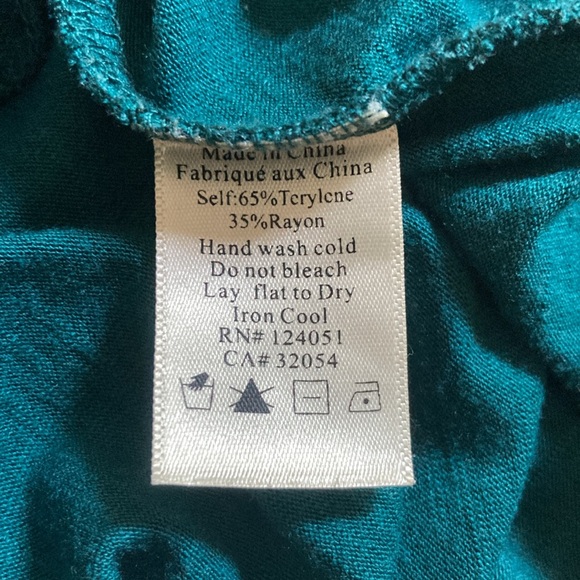 Made in China
Fabriqué aux China
Self:65%Terylene
35%Rayon
Hand wash cold
Do not bleach
Lay flat to Dry
Iron Cool
RN# 124051
CA# 32054